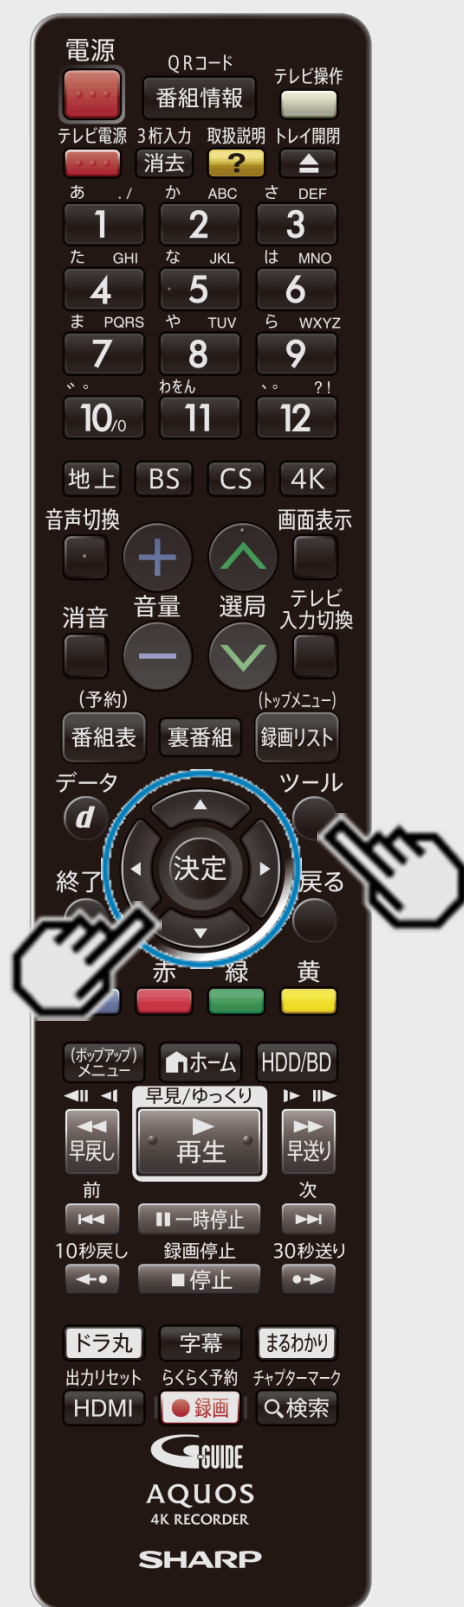 電源 QRコード テレビ操作
番組情報
テレビ電源 3桁入力 取扱説明 トレイ開閉
消去 ?
あ ./ か ABC さ DEF
1 2 3
た GHI な JKL は MNO
4 5 6
ま PQRS や TUV ら WXYZ
7 8 9
゛゜ わをん 、。 ?!
10/0 11 12
地上 BS CS 4K
音声切換 画面表示
消音 音量 選局 テレビ
入力切換
(予約) (トップメニュー)
番組表 裏番組 録画リスト
データ ツール
d
決定
終了 戻る
赤 緑 黄
(ポップアップ)
メニュー ホーム HDD/BD
早見/ゆっくり
早戻し 再生 早送り
前 次
一時停止
10秒戻し 録画停止 30秒送り
停止
ドラ丸 字幕 まるわかり
出力リセット らくらく予約 チャプターマーク
HDMI 録画 検索
G-GUIDE
AQUOS
4K RECORDER
SHARP